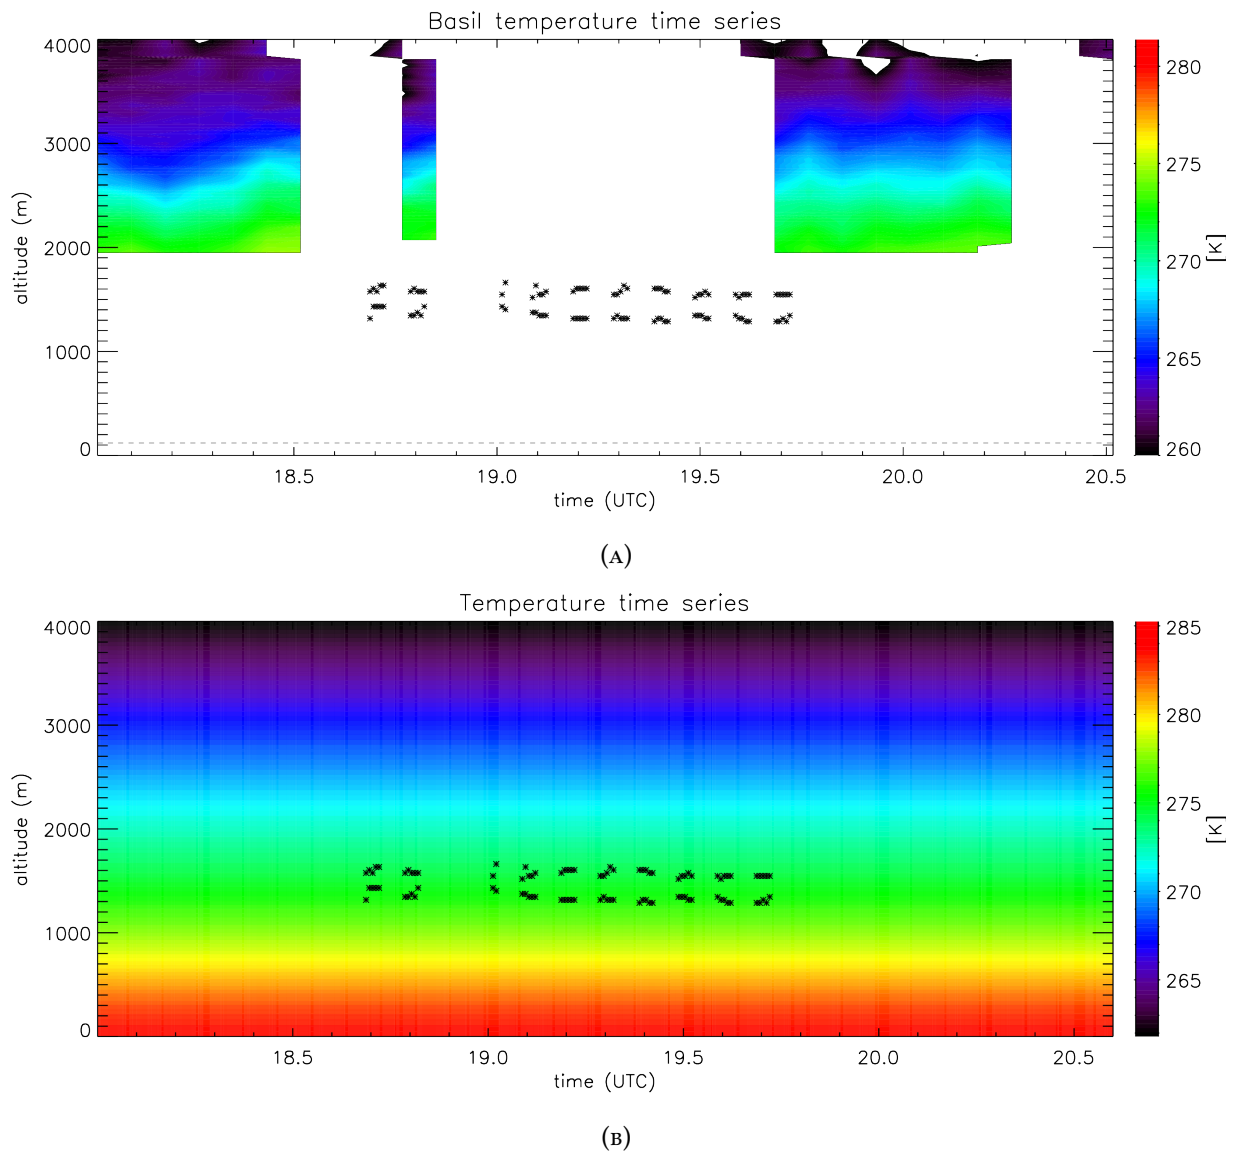 Basil temperature time series
4000
3000
2000
1000
0
altitude (m)
18.5 19.0 19.5 20.0 20.5
time (UTC)
280
275
270
265
260
[K]
(A)
Temperature time series
4000
3000
2000
1000
0
altitude (m)
18.5 19.0 19.5 20.0 20.5
time (UTC)
285
280
275
270
265
[K]
(B)